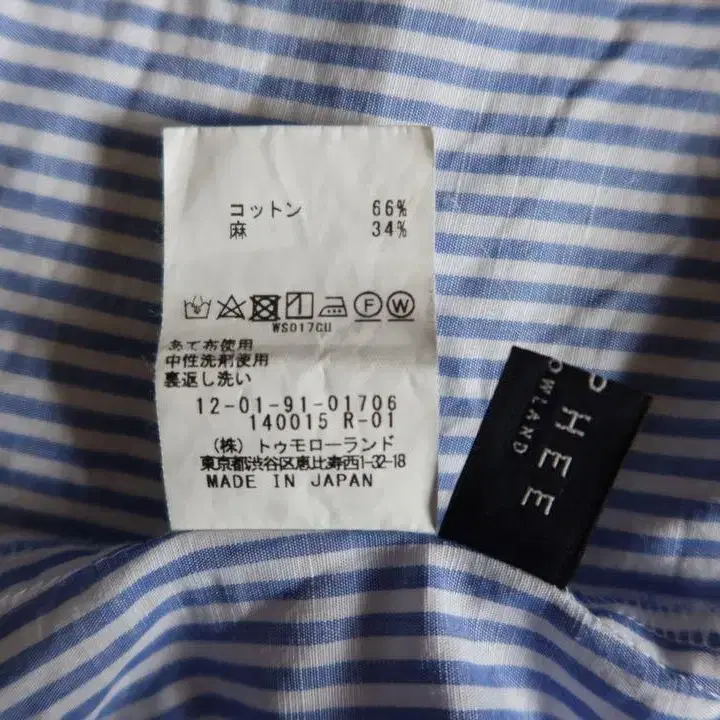 コットン 66%
麻 34%
F W
WS017CU
あて布使用
中性洗剤使用
裏返し洗い
12-01-91-01706
140015 R-01
(株) トゥモローランド
東京都渋谷区恵比寿西1-32-18
MADE IN JAPAN
HEE
OWLAND